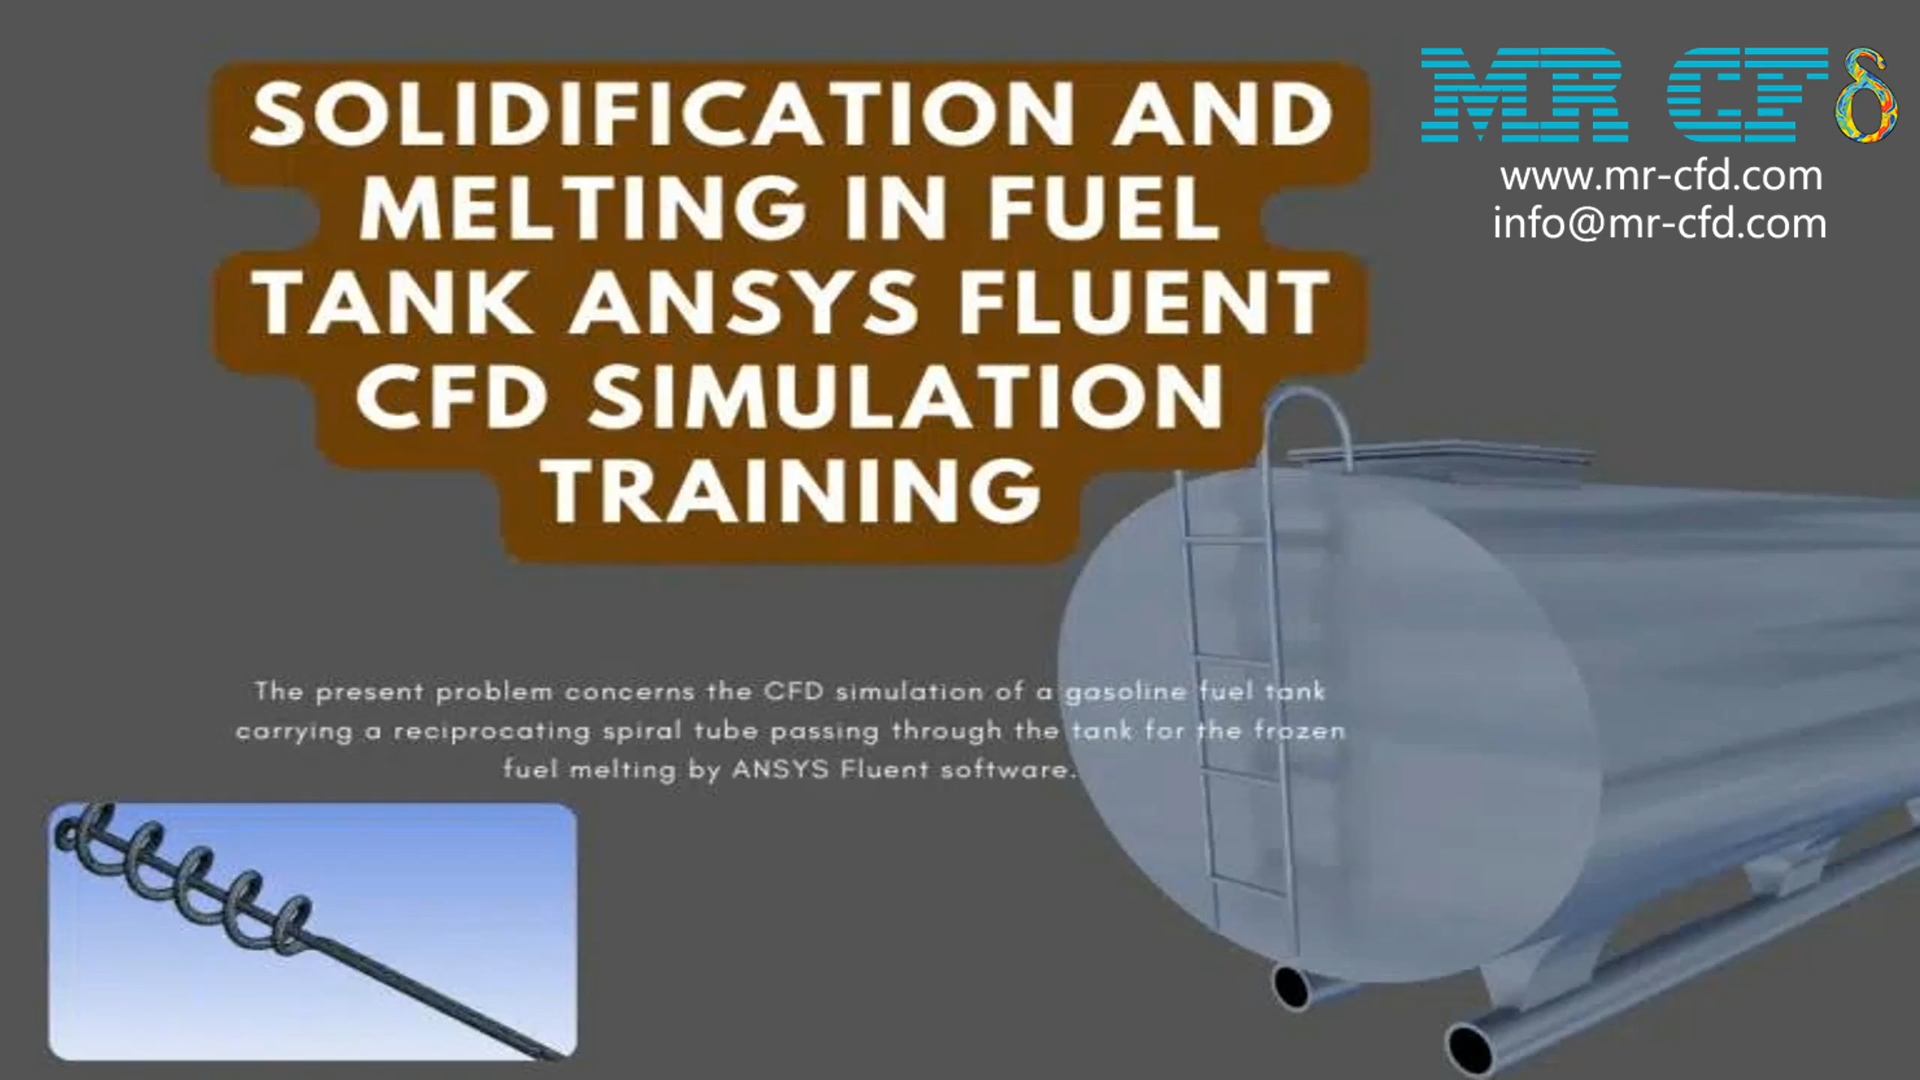 SOLIDIFICATION AND
MELTING IN FUEL
TANK ANSYS FLUENT
CFD SIMULATION
TRAINING
MR CFD
www.mr-cfd.com
info@mr-cfd.com
The present problem concerns the CFD simulation of a gasoline fuel tank
carrying a reciprocating spiral tube passing through the tank for the frozen
fuel melting by ANSYS Fluent software.